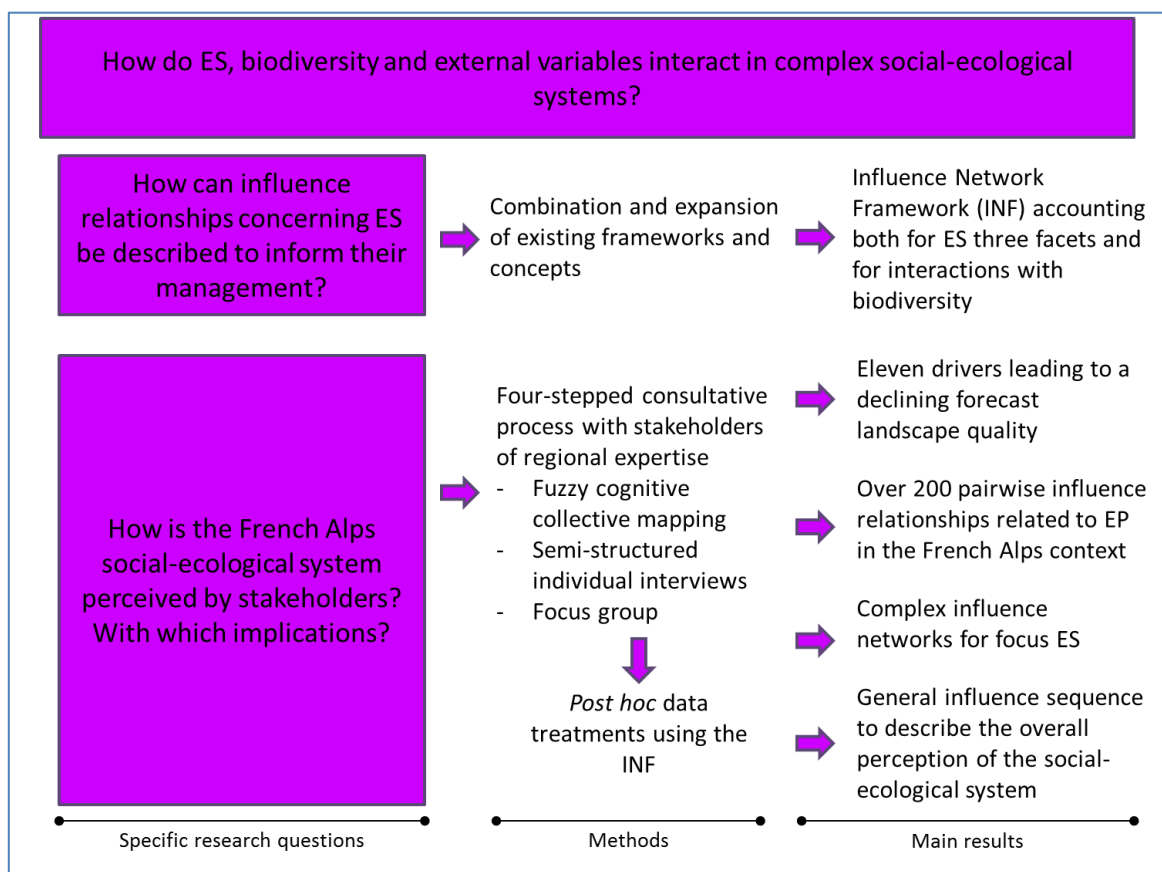 How do ES, biodiversity and external variables interact in complex social-ecological
systems?
How can influence
relationships concerning ES
be described to inform their
management?
Combination and expansion
of existing frameworks and
concepts
Influence Network
Framework (INF) accounting
both for ES three facets and
for interactions with
biodiversity
How is the French Alps
social-ecological system
perceived by stakeholders?
With which implications?
Four-stepped consultative
process with stakeholders
of regional expertise
- Fuzzy cognitive
collective mapping
- Semi-structured
individual interviews
- Focus group
Post hoc data
treatments using the
INF
Eleven drivers leading to a
declining forecast
landscape quality
Over 200 pairwise influence
relationships related to EP
in the French Alps context
Complex influence
networks for focus ES
General influence sequence
to describe the overall
perception of the social-
ecological system
Specific research questions
Methods
Main results